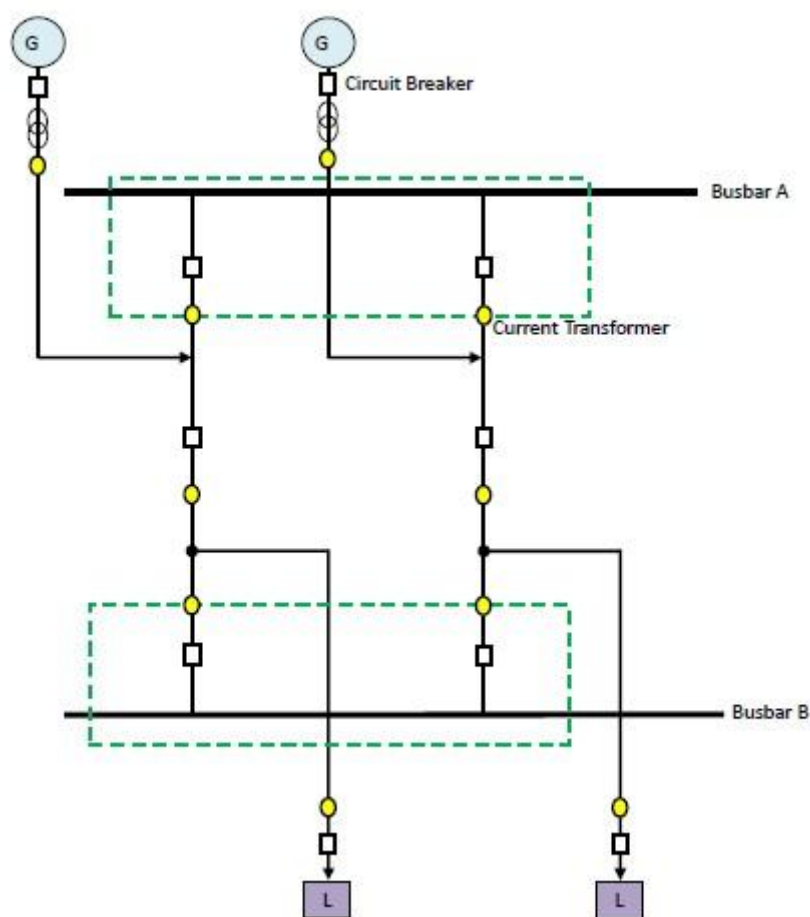 G
G
Circuit Breaker
Busbar A
Current Transformer
Busbar B
L
L